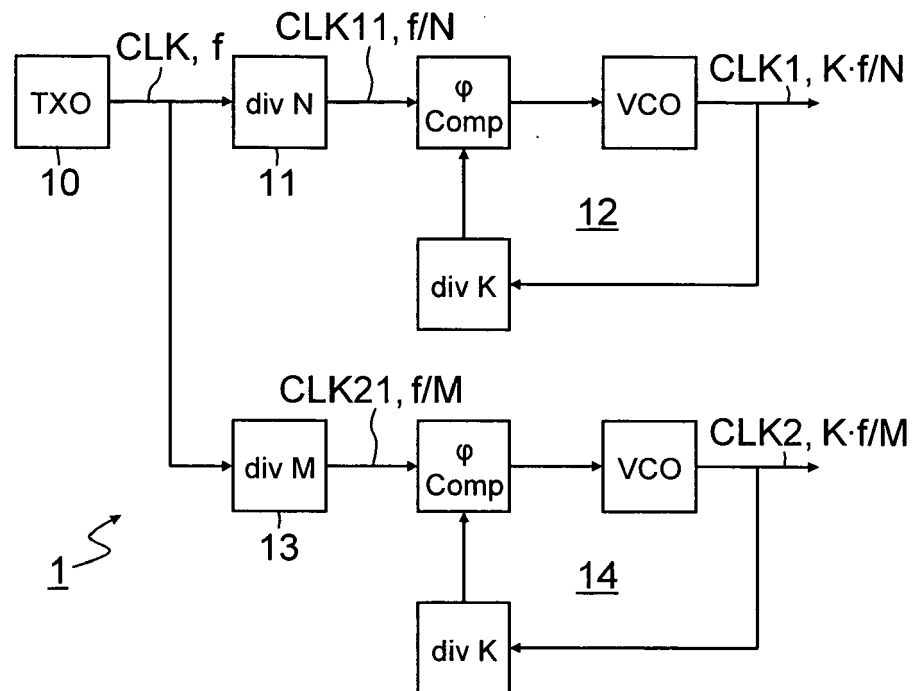 CLK, f
CLK11, f/N
CLK1, K·f/N
TXO
div N
φ
Comp
VCO
10
11
12
div K
CLK21, f/M
CLK2, K·f/M
div M
φ
Comp
VCO
13
14
1
div K